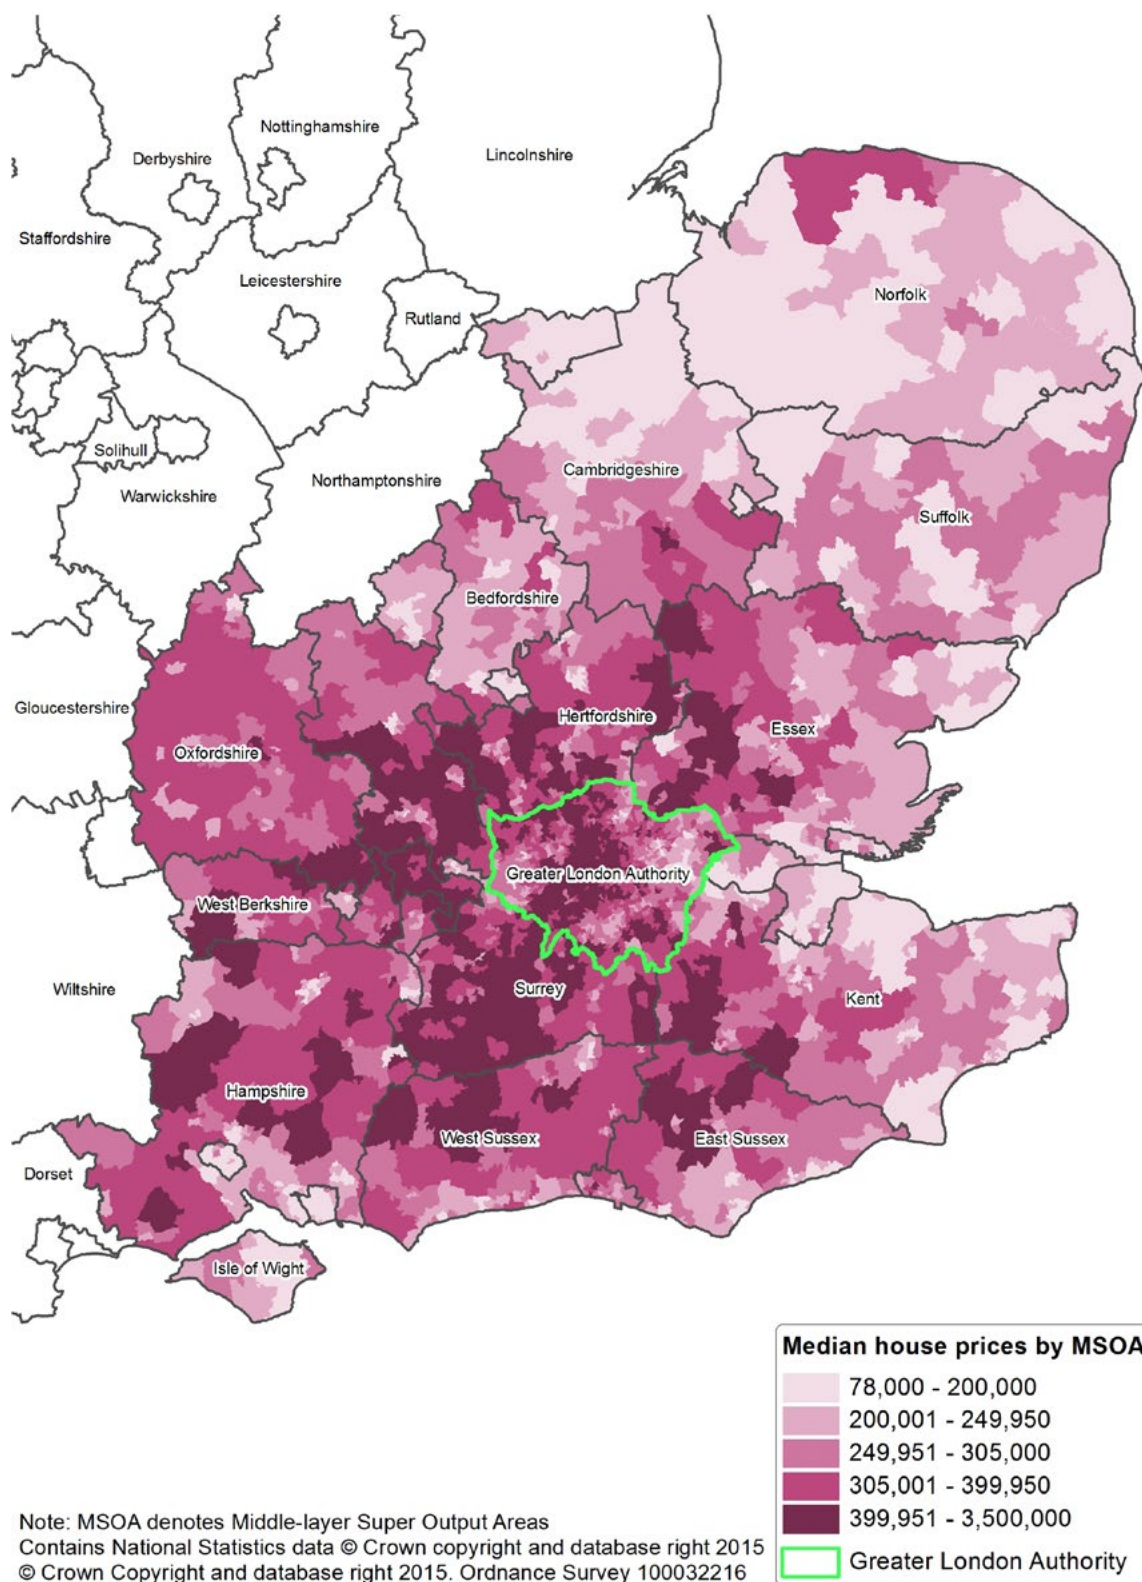 Nottinghamshire
Derbyshire
Lincolnshire
Staffordshire
Leicestershire
Rutland
Norfolk
Solihull
Cambridgeshire
Northamptonshire
Warwickshire
Suffolk
Bedfordshire
Gloucestershire
Hertfordshire
Essex
Oxfordshire
Greater London Authority
West Berkshire
Wiltshire
Surrey
Kent
Hampshire
West Sussex
East Sussex
Dorset
Isle of Wight
Median house prices by MSOA
78,000 - 200,000
200,001 - 249,950
249,951 - 305,000
305,001 - 399,950
399,951 - 3,500,000
Greater London Authority
Note: MSOA denotes Middle-layer Super Output Areas
Contains National Statistics data © Crown copyright and database right 2015
© Crown Copyright and database right 2015. Ordnance Survey 100032216